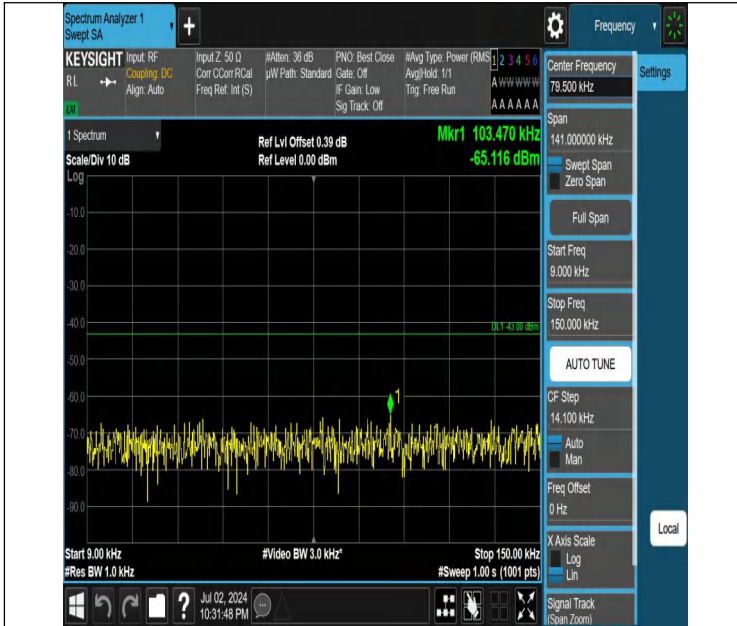 Spectrum Analyzer 1
Swept SA
+
Frequency
KEYSIGHT
RL
Input: RF
Coupling: DC
Align: Auto
Input Z: 50 Ω
Corr CCorr RCal
Freq Ref: Int (S)
#Atten: 36 dB
µW Path: Standard
PNO: Best Close
Gate: Off
IF Gain: Low
Sig Track: Off
#Avg Type: Power (RMS
Avg|Hold: 1/1
Trig: Free Run
1 2 3 4 5 6
A W W W W W
A A A A A A
1 Spectrum
Scale/Div 10 dB
Ref Lvl Offset 0.39 dB
Ref Level 0.00 dBm
Mkr1 103.470 kHz
-65.116 dBm
Log
-10.0
-20.0
-30.0
-40.0
DL1 -43.00 dBm
-50.0
-60.0
1
-70.0
-80.0
-90.0
Start 9.00 kHz
#Video BW 3.0 kHz*
Stop 150.00 kHz
#Res BW 1.0 kHz
#Sweep 1.00 s (1001 pts)
?
Jul 02, 2024
10:31:48 PM
Center Frequency
79.500 kHz
Settings
Span
141.000000 kHz
Swept Span
Zero Span
Full Span
Start Freq
9.000 kHz
Stop Freq
150.000 kHz
AUTO TUNE
CF Step
14.100 kHz
Auto
Man
Freq Offset
0 Hz
X Axis Scale
Log
Lin
Local
Signal Track
(Span Zoom)